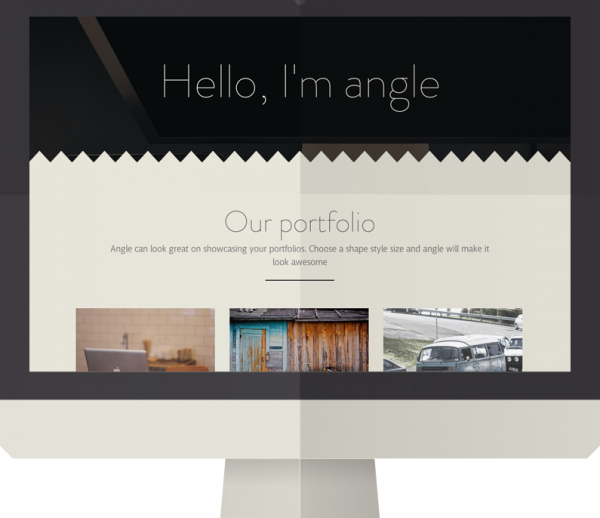 Hello, I'm angle
Our portfolio
Angle can look great on showcasing your portfolios. Choose a shape style size and angle will make it
look awesome